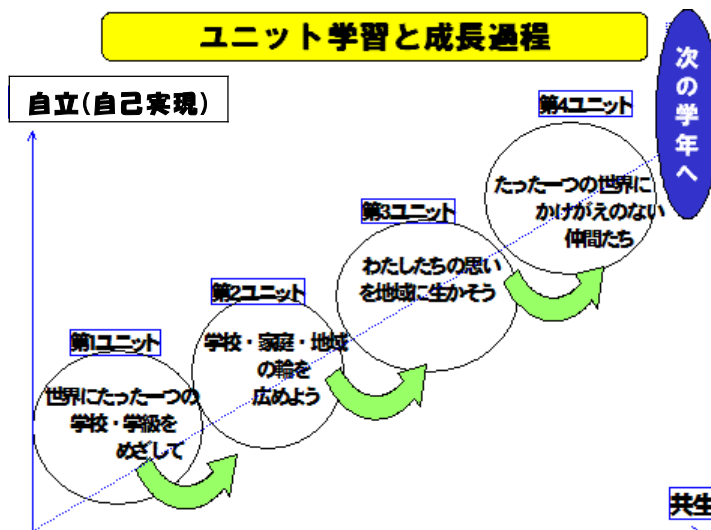 ユニット学習と成長過程
次の学年へ
自立(自己実現)
第4ユニット
たった一つの世界に
かけがえのない
仲間たち
第3ユニット
わたしたちの思い
を地域に生かそう
第2ユニット
学校・家庭・地域
の輪を
広めよう
第1ユニット
世界にたった一つの
学校・学級を
めざして
共生